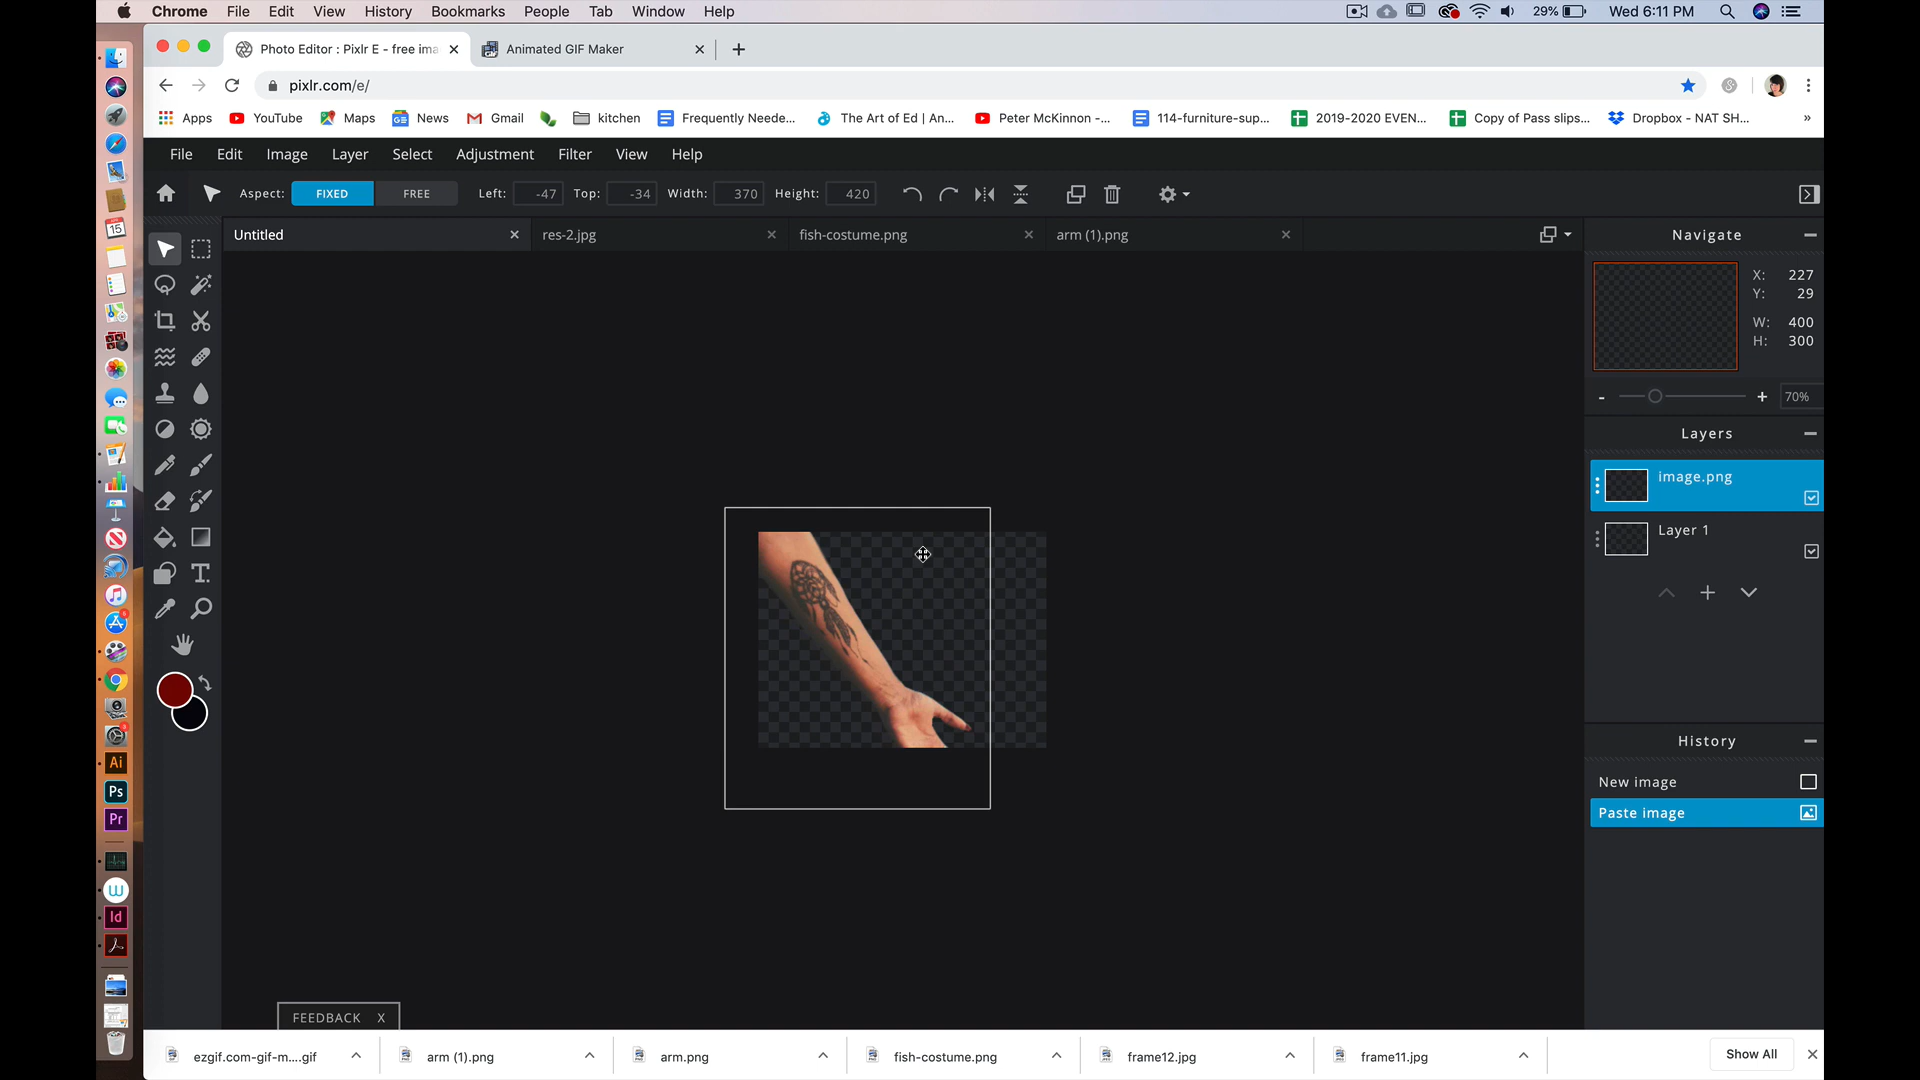 Chrome File Edit View History Bookmarks People Tab Window Help 29% Wed 6:11 PM
Photo Editor : Pixlr E - free ima Animated GIF Maker
pixlr.com/e/
Apps YouTube Maps News Gmail kitchen Frequently Neede... The Art of Ed | An... Peter McKinnon -... 114-furniture-sup... 2019-2020 EVEN... Copy of Pass slips... Dropbox - NAT SH... »
File Edit Image Layer Select Adjustment Filter View Help
Aspect: FIXED FREE Left: -47 Top: -34 Width: 370 Height: 420
Untitled res-2.jpg fish-costume.png arm (1).png
Navigate
X: 227
Y: 29
W: 400
H: 300
- + 70%
Layers
image.png
Layer 1
History
New image
Paste image
15
Ai
Ps
Pr
Id
FEEDBACK X
ezgif.com-gif-m....gif arm (1).png arm.png fish-costume.png frame12.jpg frame11.jpg Show All